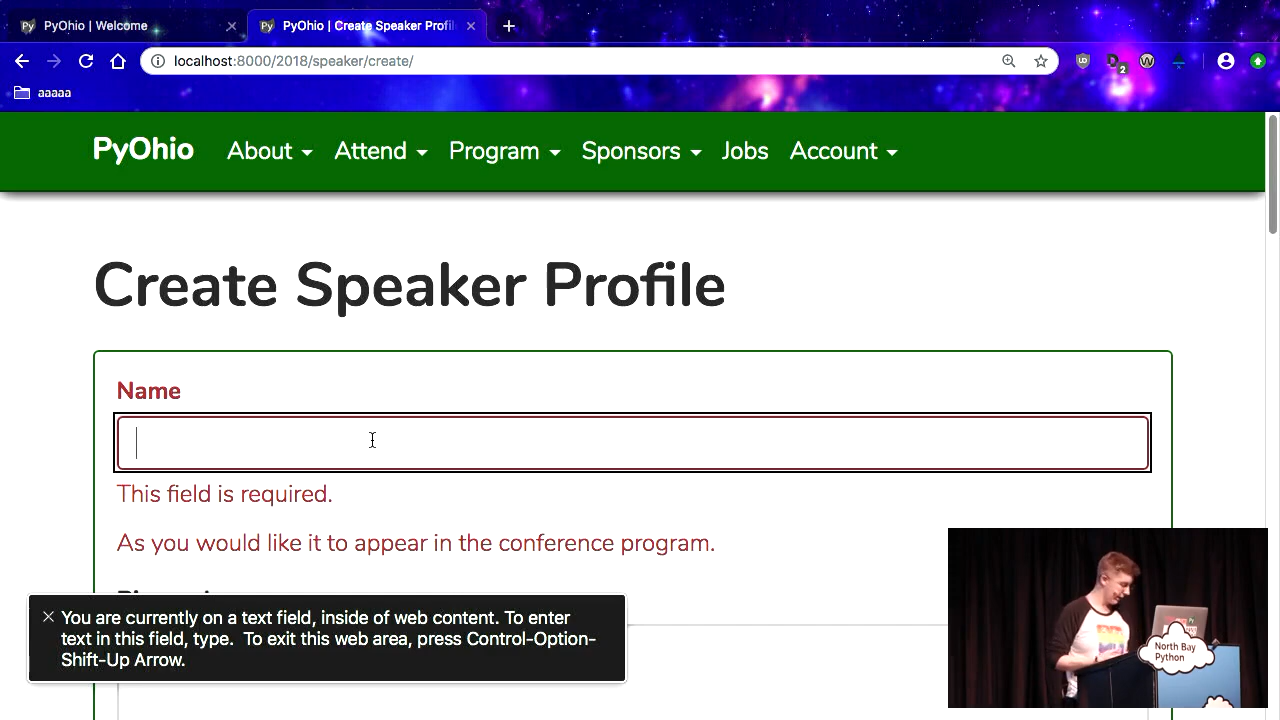 PyOhio | Welcome
PyOhio | Create Speaker Profil
localhost:8000/2018/speaker/create/
2
aaaaa
PyOhio About Attend Program Sponsors Jobs Account
Create Speaker Profile
Name
This field is required.
As you would like it to appear in the conference program.
You are currently on a text field, inside of web content. To enter
text in this field, type. To exit this web area, press Control-Option-
Shift-Up Arrow.
North Bay
Python